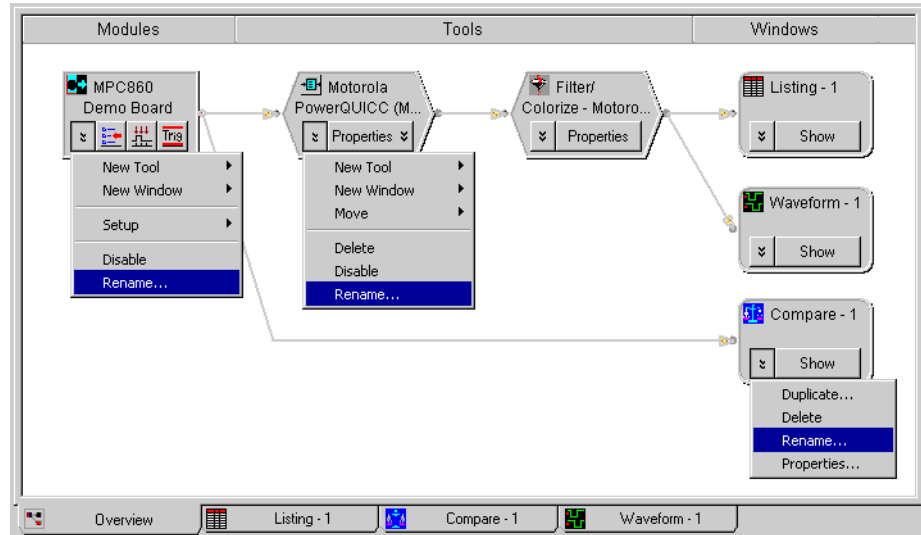 Modules Tools Windows
MPC860
Demo Board
Trig
New Tool
New Window
Setup
Disable
Rename...
Motorola
PowerQUICC (M...
Properties
New Tool
New Window
Move
Delete
Disable
Rename...
Filter/
Colorize - Motoro...
Properties
Listing - 1
Show
Waveform - 1
Show
Compare - 1
Show
Duplicate...
Delete
Rename...
Properties...
Overview Listing - 1 Compare - 1 Waveform - 1